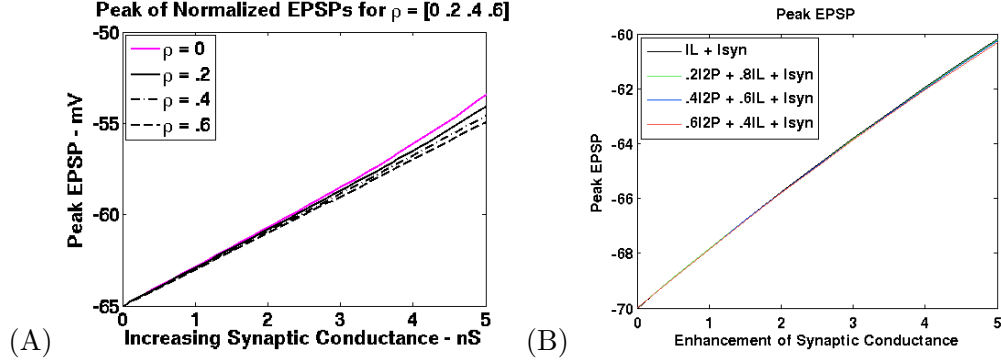 Peak of Normalized EPSPs for ρ = [0 .2 .4 .6]
-50
-55
-60
-65
Peak EPSP - mV
ρ = 0
ρ = .2
ρ = .4
ρ = .6
0 1 2 3 4 5
Increasing Synaptic Conductance - nS
(A)
Peak EPSP
-60
-62
-64
-66
-68
-70
Peak EPSP
IL + Isyn
.2I2P + .8IL + Isyn
.4I2P + .6IL + Isyn
.6I2P + .4IL + Isyn
0 1 2 3 4 5
Enhancement of Synaptic Conductance
(B)